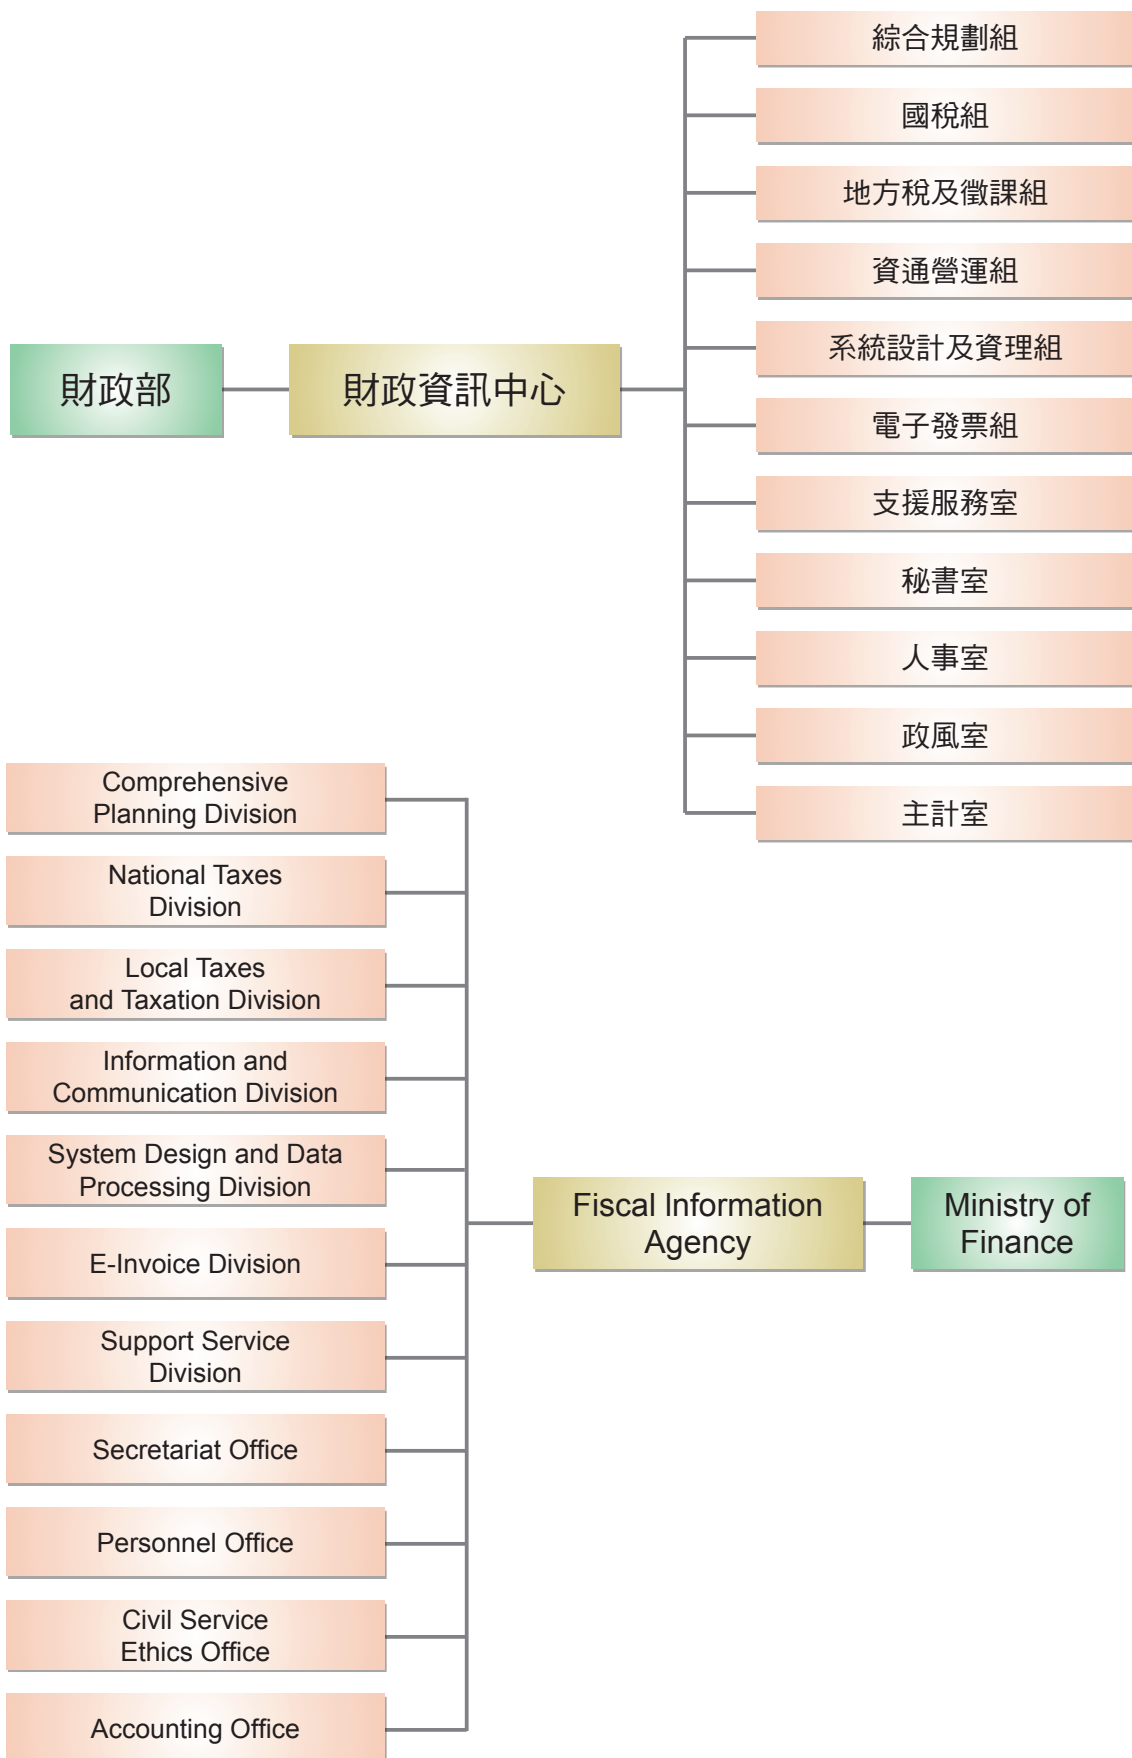 綜合規劃組
國稅組
地方稅及徵課組
資通營運組
系統設計及資理組
財政部
財政資訊中心
電子發票組
支援服務室
秘書室
人事室
政風室
主計室
Comprehensive
Planning Division
National Taxes
Division
Local Taxes
and Taxation Division
Information and
Communication Division
System Design and Data
Processing Division
E-Invoice Division
Support Service
Division
Secretariat Office
Personnel Office
Civil Service
Ethics Office
Accounting Office
Fiscal Information
Agency
Ministry of
Finance